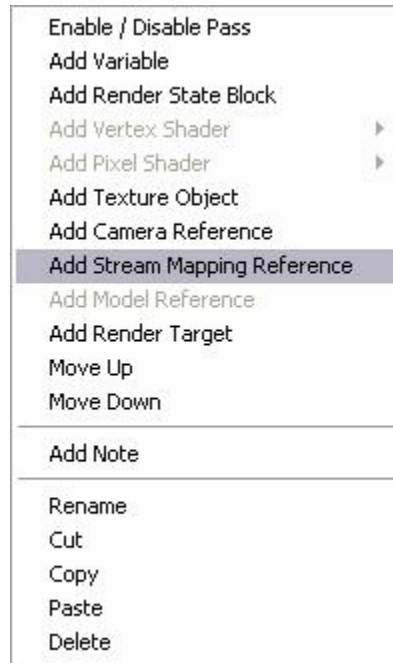 Enable / Disable Pass
Add Variable
Add Render State Block
Add Vertex Shader
Add Pixel Shader
Add Texture Object
Add Camera Reference
Add Stream Mapping Reference
Add Model Reference
Add Render Target
Move Up
Move Down
Add Note
Rename
Cut
Copy
Paste
Delete